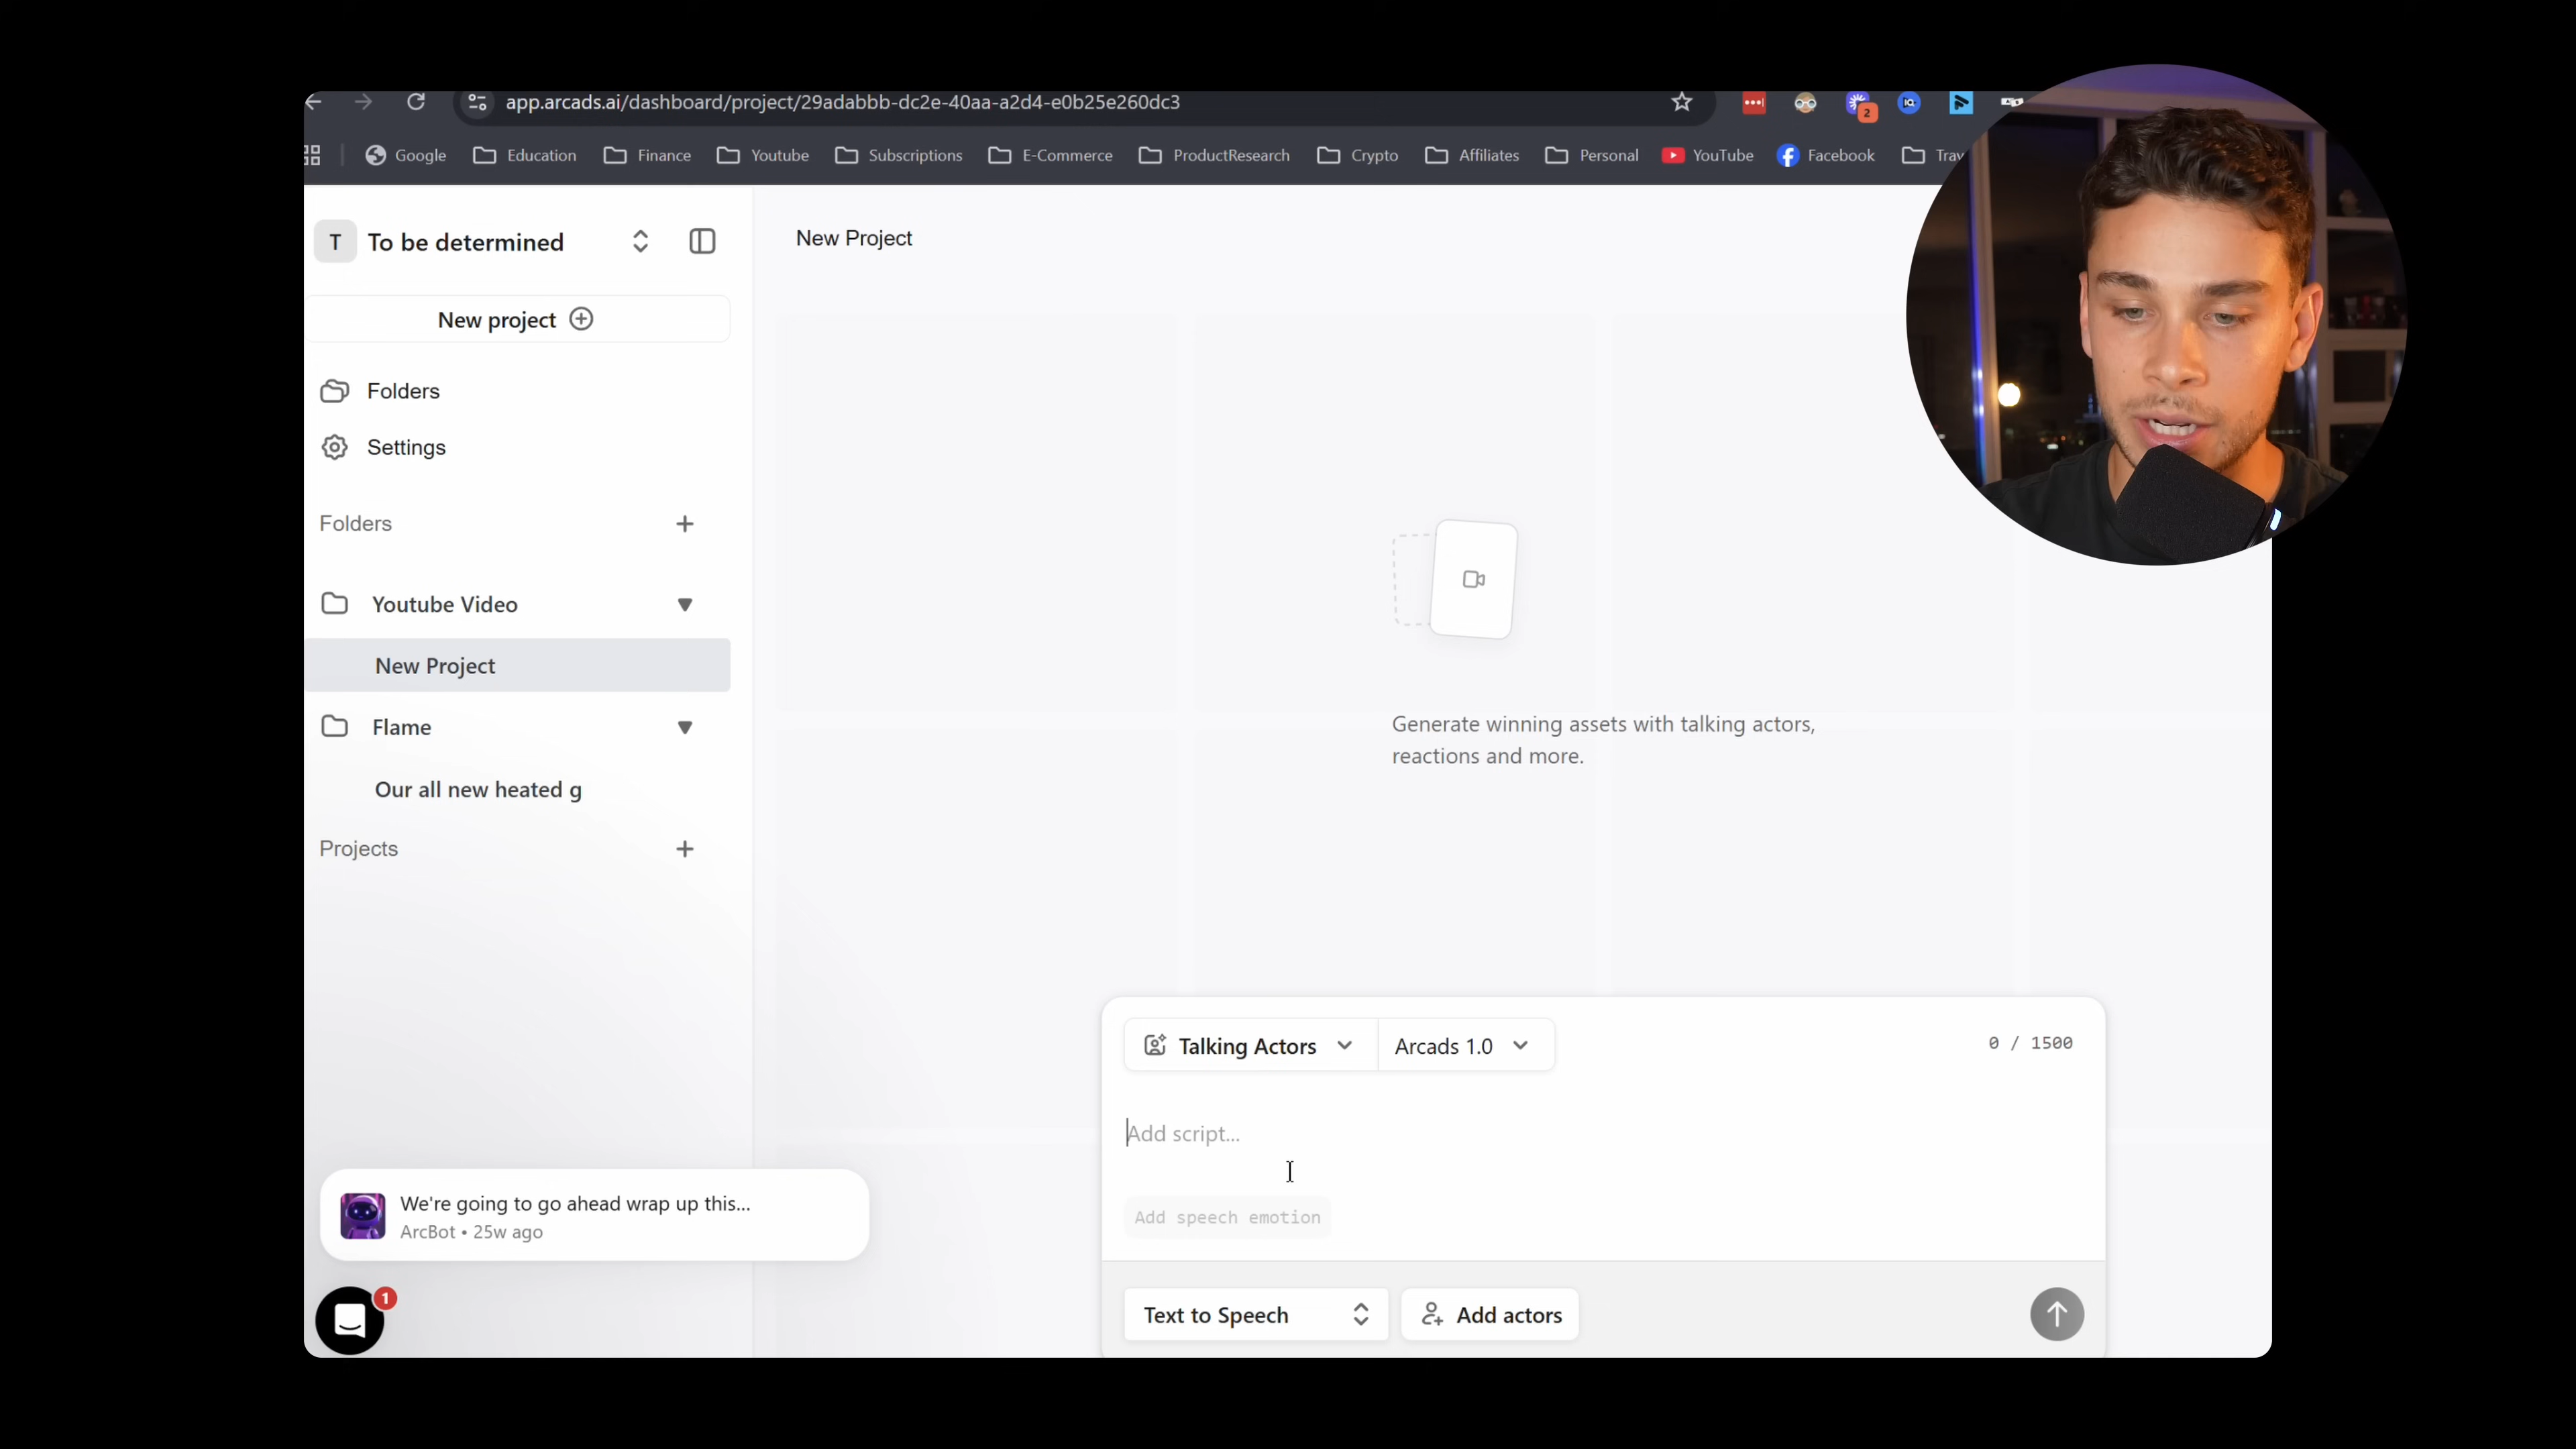 app.arcads.ai/dashboard/project/29adabbb-dc2e-40aa-a2d4-e0b25e260dc3
2
Google Education Finance Youtube Subscriptions E-Commerce ProductResearch Crypto Affiliates Personal YouTube Facebook
T To be determined
New project
Folders
Settings
Folders
Youtube Video
New Project
Flame
Our all new heated g
Projects
We're going to go ahead wrap up this...
ArcBot • 25w ago
1
New Project
Generate winning assets with talking actors,
reactions and more.
Talking Actors Arcads 1.0 0 / 1500
Add script...
Add speech emotion
Text to Speech Add actors